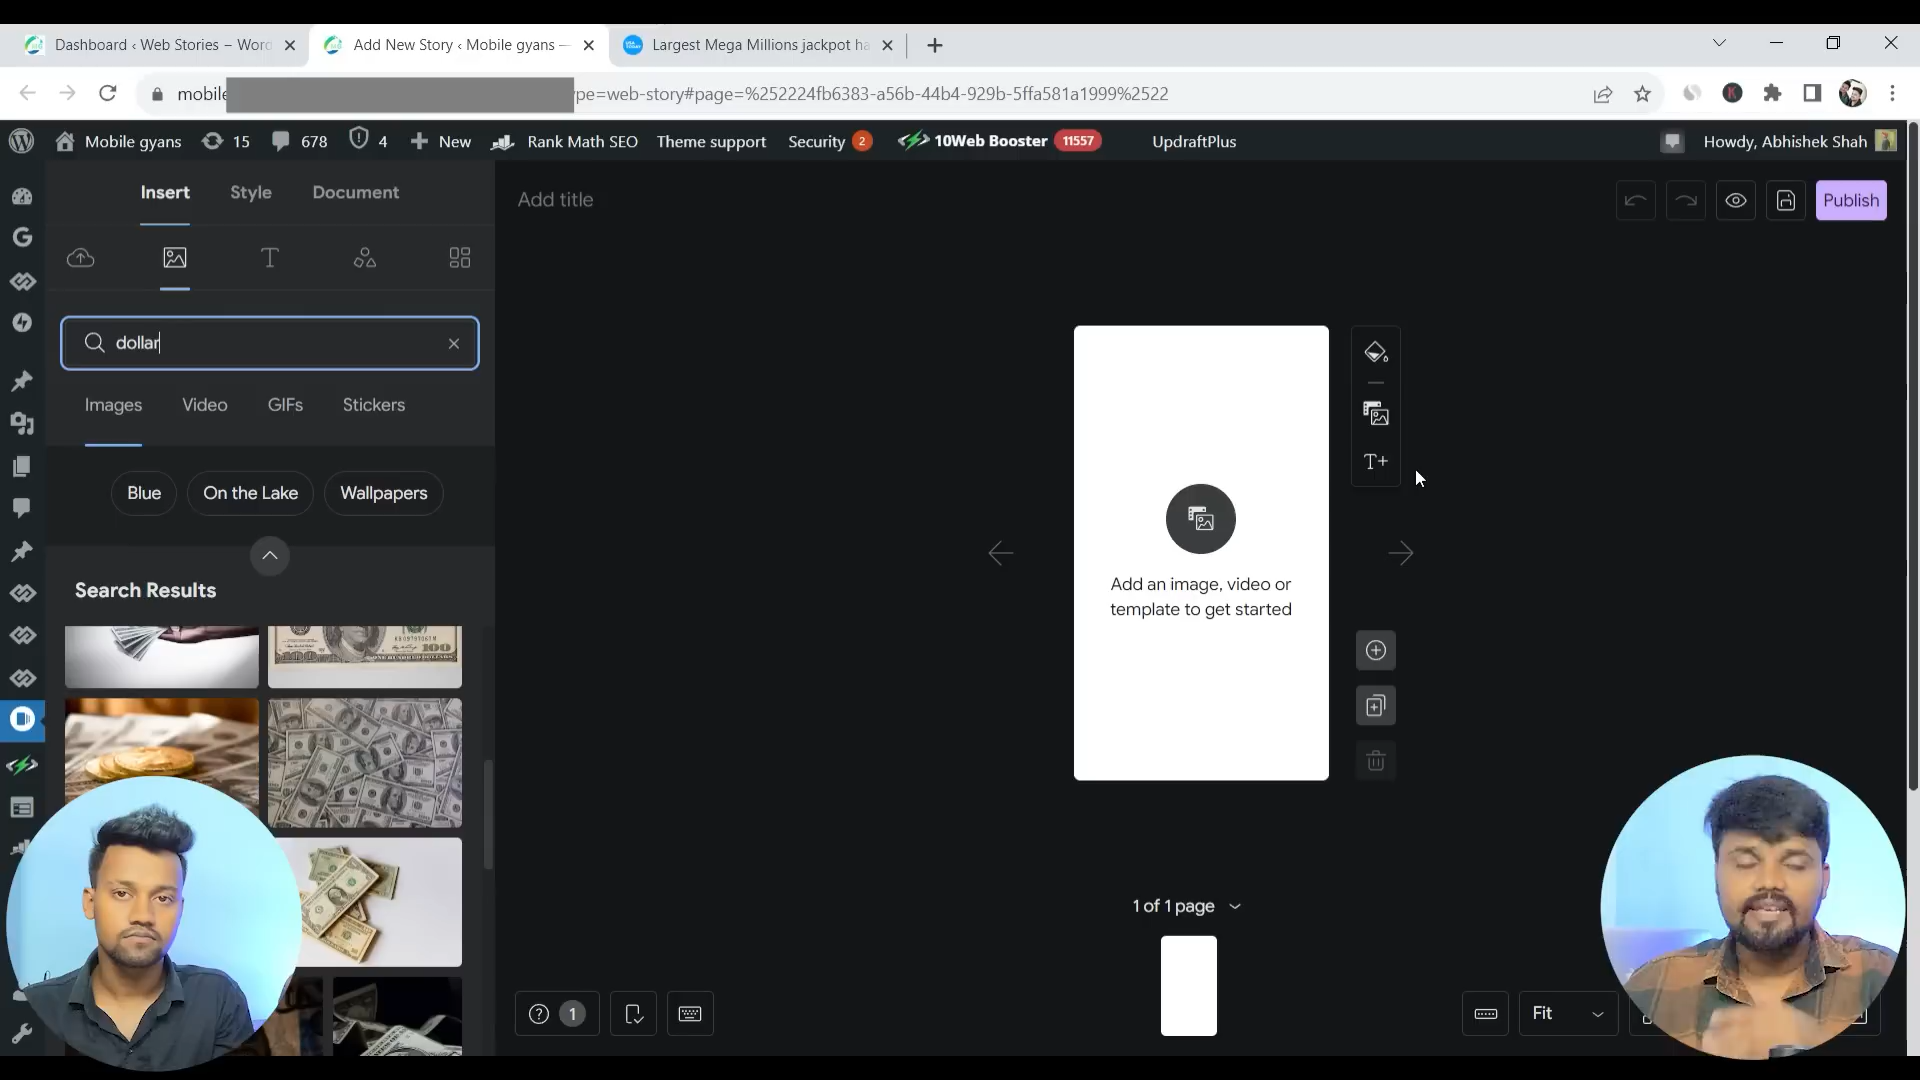 Dashboard ‹ Web Stories – Word
Add New Story ‹ Mobile gyans —
Largest Mega Millions jackpot ha
mobile
pe=web-story#page=%252224fb6383-a56b-44b4-929b-5ffa581a1999%2522
K
Mobile gyans
15
678
4
New
Rank Math SEO
Theme support
Security 2
10Web Booster 11557
UpdraftPlus
Howdy, Abhishek Shah
Insert
Style
Document
Add title
Publish
dollar
Images
Video
GIFs
Stickers
Blue
On the Lake
Wallpapers
Search Results
100
Add an image, video or
template to get started
T+
1 of 1 page
1
Fit